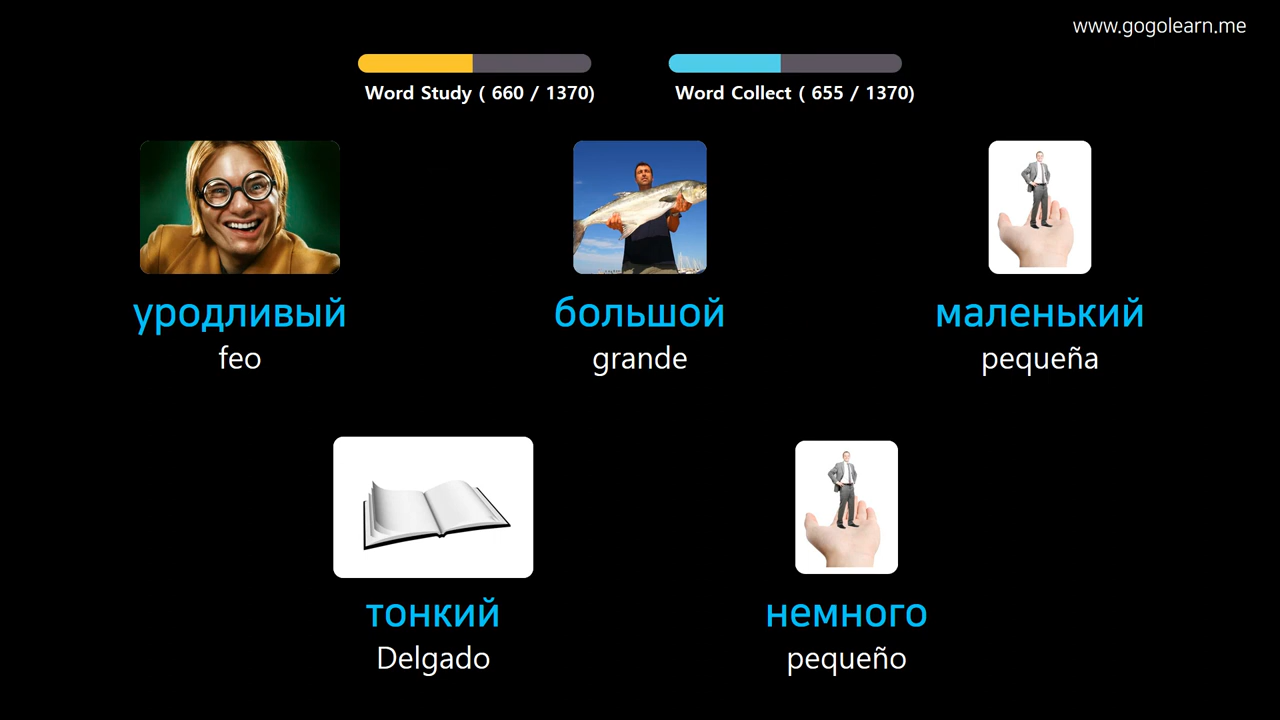 www.gogolearn.me
Word Study ( 660 / 1370)
Word Collect ( 655 / 1370)
уродливый
feo
большой
grande
маленький
pequeña
тонкий
Delgado
немного
pequeño